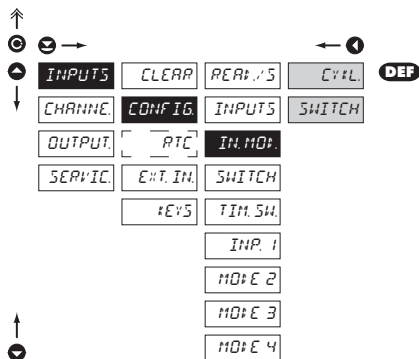 INPUTS CLEAR READ./S CYKL. DEF
CHANNE. CONFIG. INPUTS SWITCH
OUTPUT. RTC IN. MOD.
SERVIC. EXT. IN. SWITCH
KEYS TIM. SW.
INP. 1
MODE 2
MODE 3
MODE 4